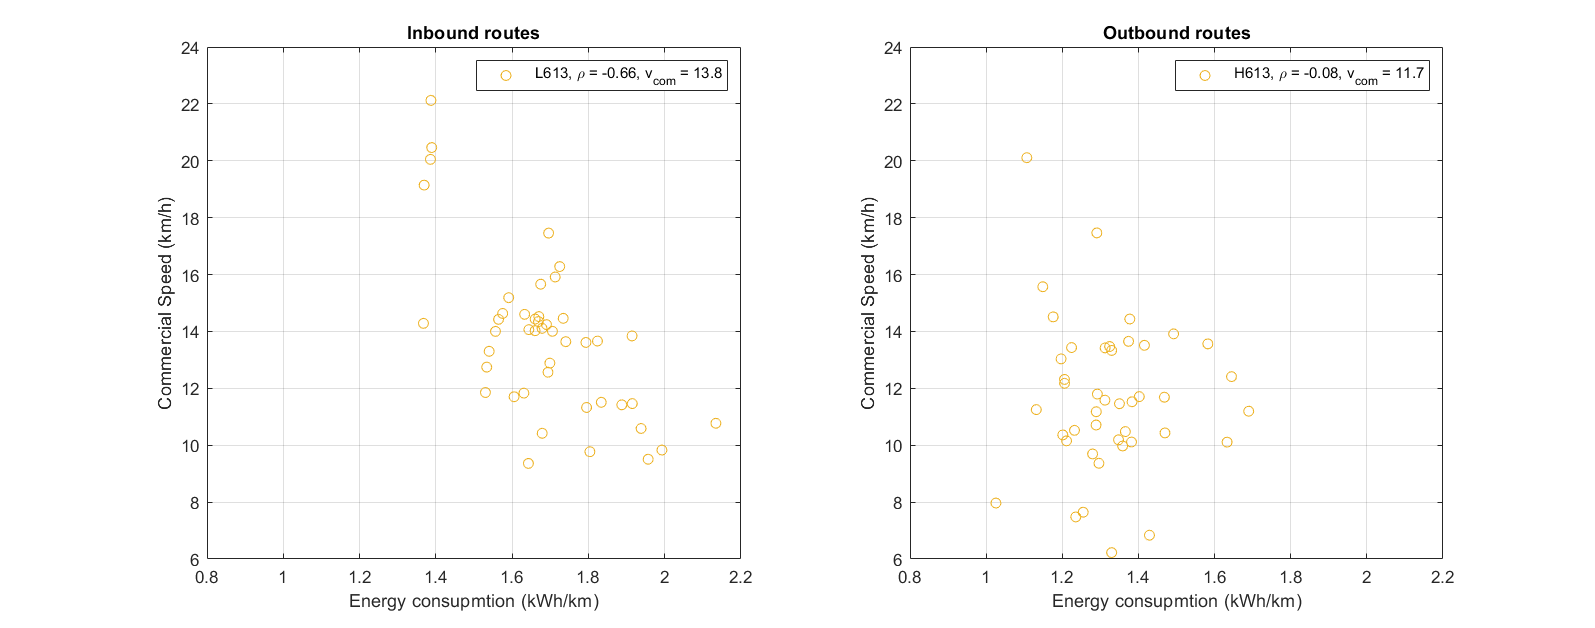 Inbound routes
L613, ρ = -0.66, vcom = 13.8
24
22
20
18
16
14
12
10
8
6
Commercial Speed (km/h)
0.8 1 1.2 1.4 1.6 1.8 2 2.2
Energy consupmtion (kWh/km)
Outbound routes
H613, ρ = -0.08, vcom = 11.7
24
22
20
18
16
14
12
10
8
6
Commercial Speed (km/h)
0.8 1 1.2 1.4 1.6 1.8 2 2.2
Energy consupmtion (kWh/km)